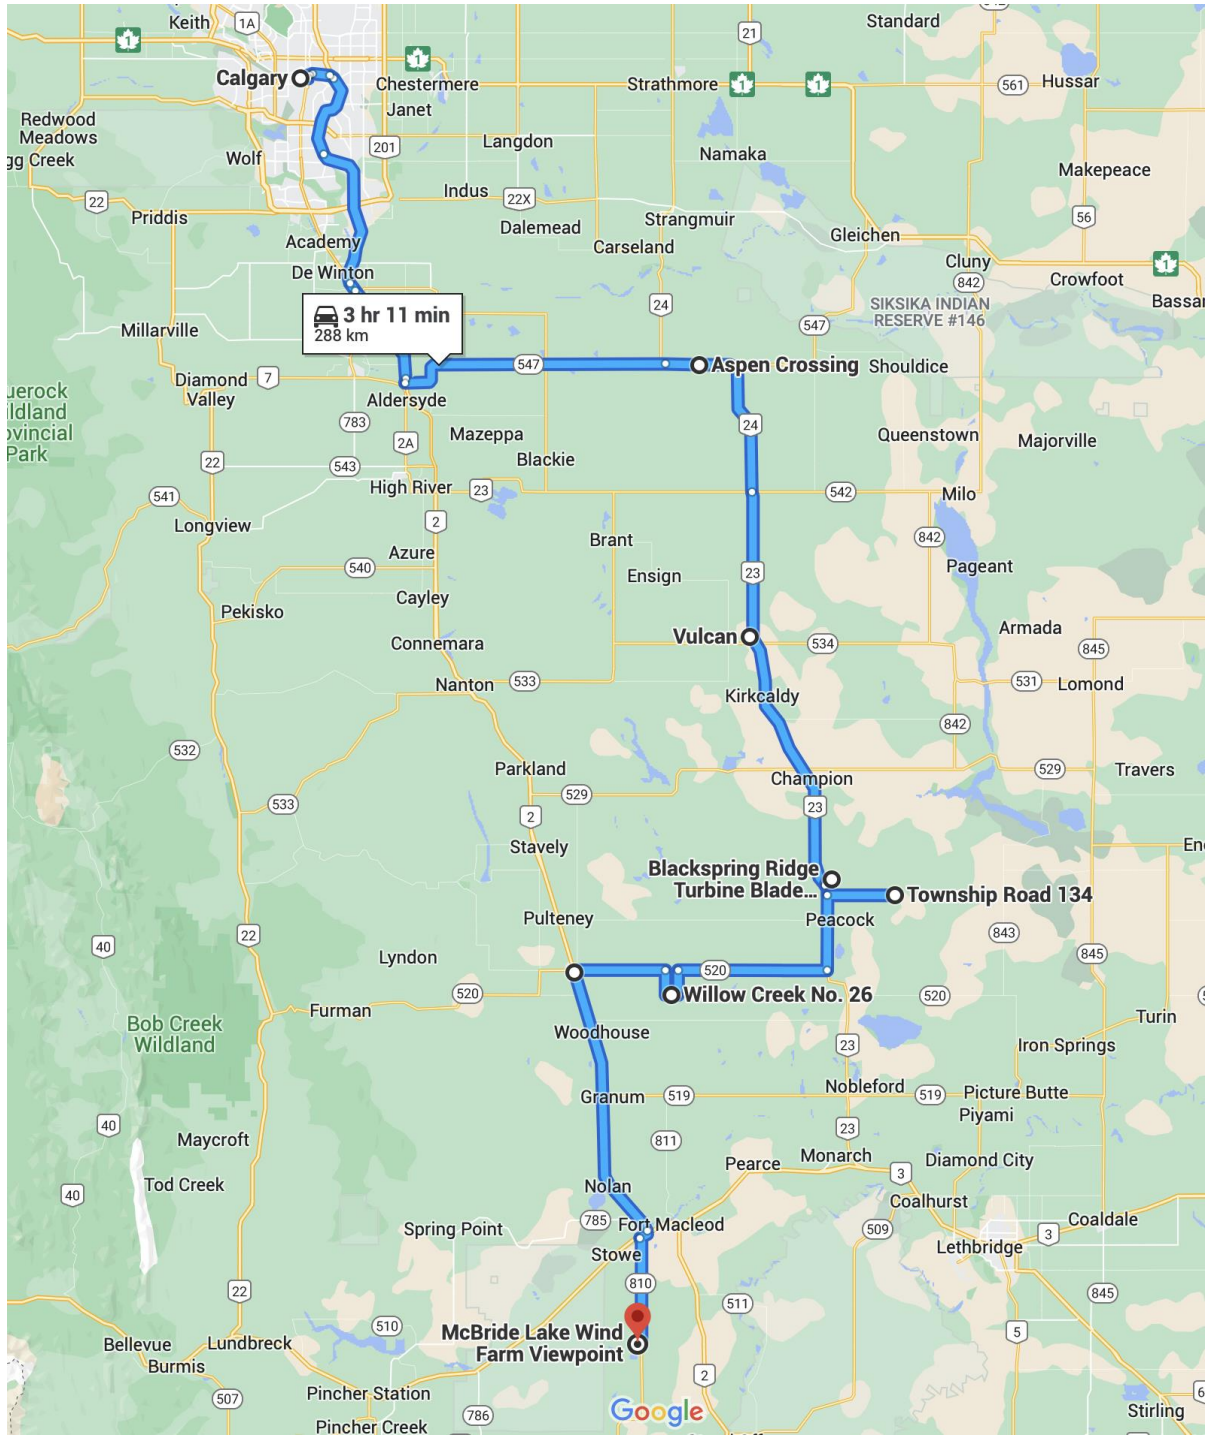 Keith
1A
Standard
1
1
21
Calgary
Chestermere
Strathmore
1
1
561
Hussar
Janet
Redwood
Meadows
gg Creek
Wolf
201
Langdon
Namaka
Makepeace
22
Priddis
Indus
22X
Dalemead
Strangmuir
Carseland
56
Academy
Gleichen
De Winton
Cluny
842
Crowfoot
1
Bassar
3 hr 11 min
288 km
24
SIKSIKA INDIAN
RESERVE #146
547
Millarville
547
Aspen Crossing
Shouldice
Diamond
Valley
7
Aldersyde
uerock
ildland
ovincial
Park
783
2A
Mazeppa
24
Queenstown
Majorville
22
543
Blackie
High River
23
542
Milo
541
Longview
2
842
Brant
Azure
540
Ensign
23
Pageant
Cayley
Pekisko
Vulcan
534
Armada
845
Connemara
Nanton
533
Kirkcaldy
531
Lomond
842
532
Parkland
529
Champion
529
Travers
533
2
23
Stavely
En
Blackspring Ridge
Turbine Blade...
Township Road 134
Pulteney
Peacock
22
843
40
Lyndon
845
520
520
Willow Creek No. 26
520
Furman
Turin
Bob Creek
Wildland
Woodhouse
23
Iron Springs
Nobleford
Granum
519
519
Picture Butte
Piyami
40
Maycroft
811
23
Pearce
Monarch
Diamond City
40
Tod Creek
Nolan
3
Coalhurst
Spring Point
785
Fort Macleod
509
Coaldale
3
Stowe
Lethbridge
22
810
845
511
510
5
Bellevue
Burmis
Lundbreck
McBride Lake Wind
Farm Viewpoint
2
507
Pincher Station
6
Google
786
Stirling
Pincher Creek